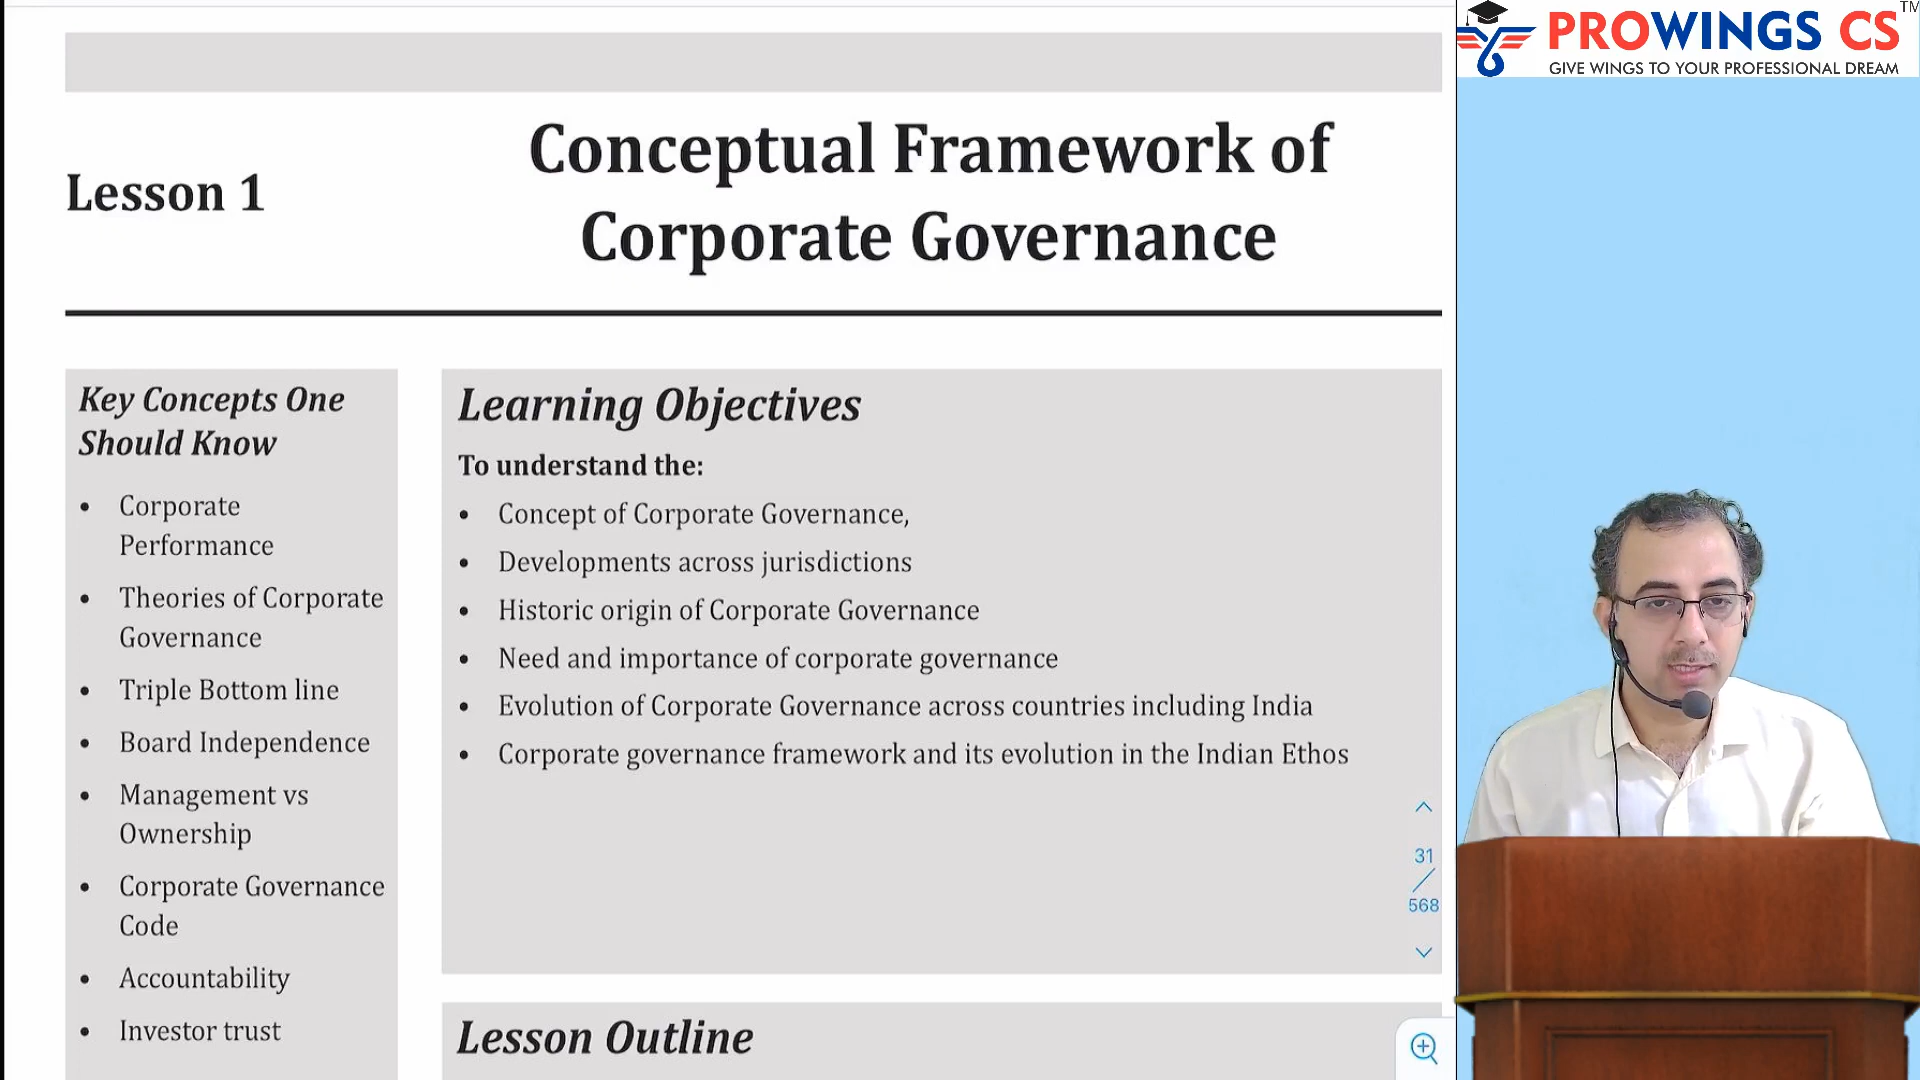 PROWINGS CS TM
GIVE WINGS TO YOUR PROFESSIONAL DREAM
Lesson 1
Conceptual Framework of
Corporate Governance
Key Concepts One
Should Know
• Corporate
Performance
• Theories of Corporate
Governance
• Triple Bottom line
• Board Independence
• Management vs
Ownership
• Corporate Governance
Code
• Accountability
• Investor trust
Learning Objectives
To understand the:
• Concept of Corporate Governance,
• Developments across jurisdictions
• Historic origin of Corporate Governance
• Need and importance of corporate governance
• Evolution of Corporate Governance across countries including India
• Corporate governance framework and its evolution in the Indian Ethos
31
/
568
Lesson Outline